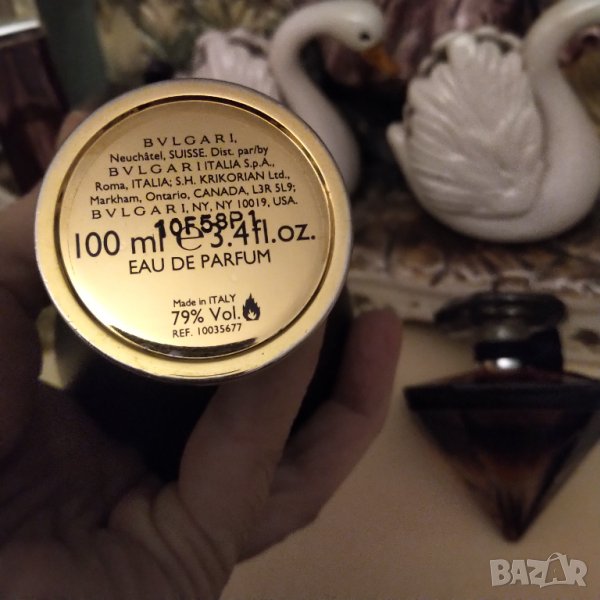 BVLGARI,
Neuchâtel, SUISSE, Dist. par/by
BVLGARI ITALIA S.p.A.,
Roma, ITALIA; S.H. KRIKORIAN Ltd.,
Markham, Ontario, CANADA, L3R 5L9;
BVLGARI, NY, NY 10019, USA.
10F58P1
100 ml ℮ 3.4fl.oz.
EAU DE PARFUM
Made in ITALY
79% Vol.
REF. 10035677
BAZAR